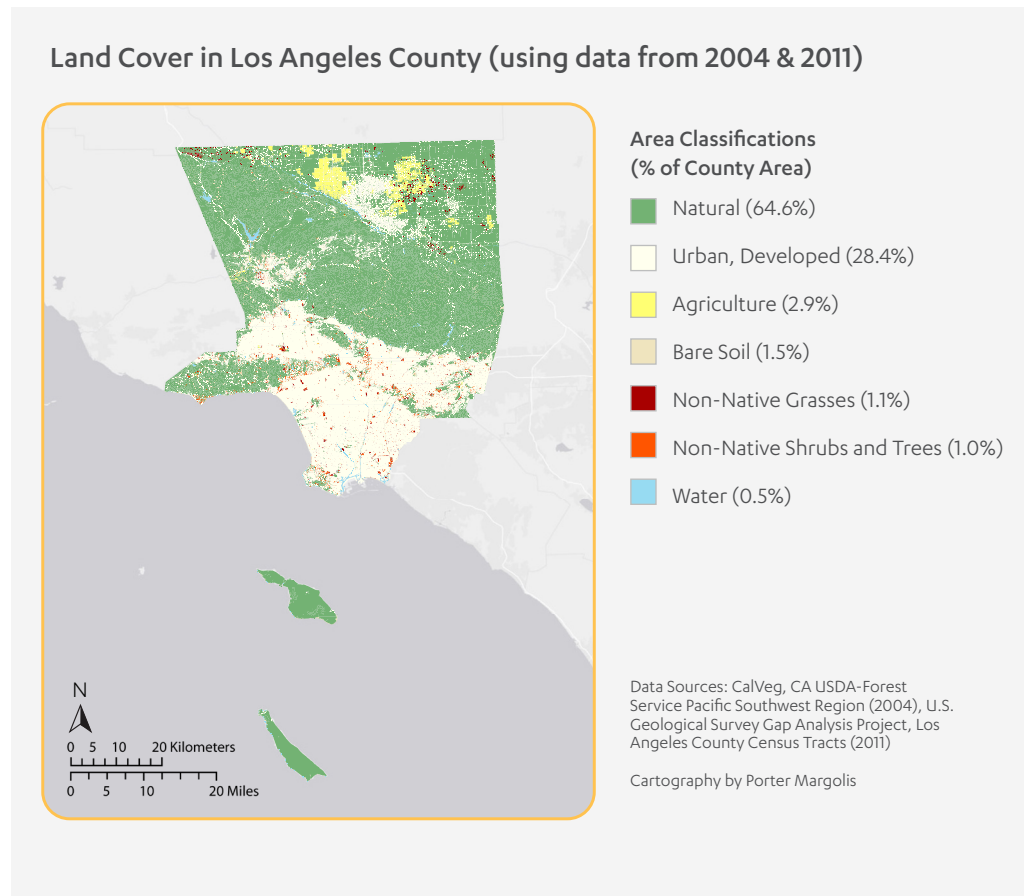 Land Cover in Los Angeles County (using data from 2004 & 2011)
Area Classifications
(% of County Area)
Natural (64.6%)
Urban, Developed (28.4%)
Agriculture (2.9%)
Bare Soil (1.5%)
Non-Native Grasses (1.1%)
Non-Native Shrubs and Trees (1.0%)
Water (0.5%)
N
0 5 10 20 Kilometers
0 5 10 20 Miles
Data Sources: CalVeg, CA USDA-Forest
Service Pacific Southwest Region (2004), U.S.
Geological Survey Gap Analysis Project, Los
Angeles County Census Tracts (2011)
Cartography by Porter Margolis